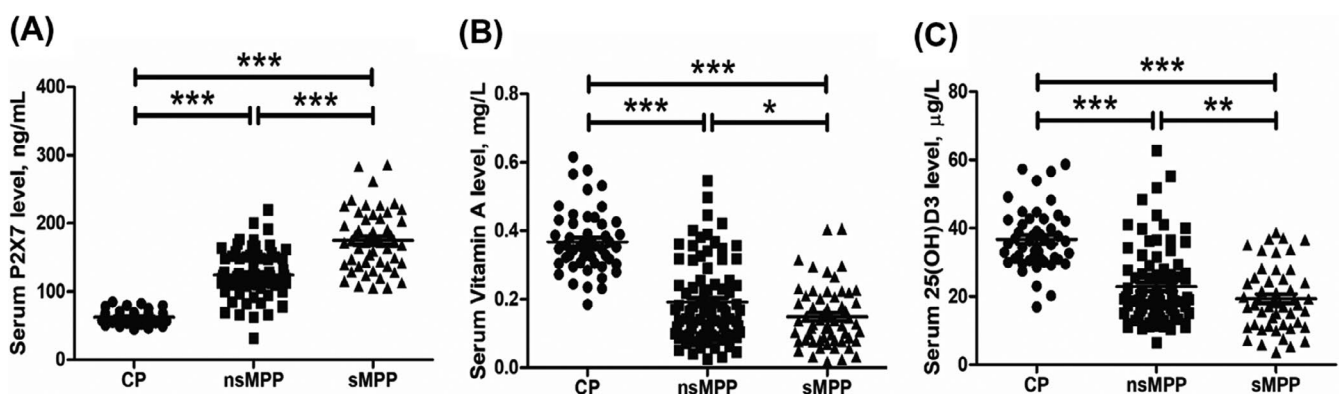 (A)
***
***
***
400
300
200
100
0
Serum P2X7 level, ng/mL
CP
nsMPP
sMPP
(B)
***
***
*
0.8
0.6
0.4
0.2
0.0
Serum Vitamin A level, mg/L
CP
nsMPP
sMPP
(C)
***
***
**
80
60
40
20
0
Serum 25(OH)D3 level, μg/L
CP
nsMPP
sMPP